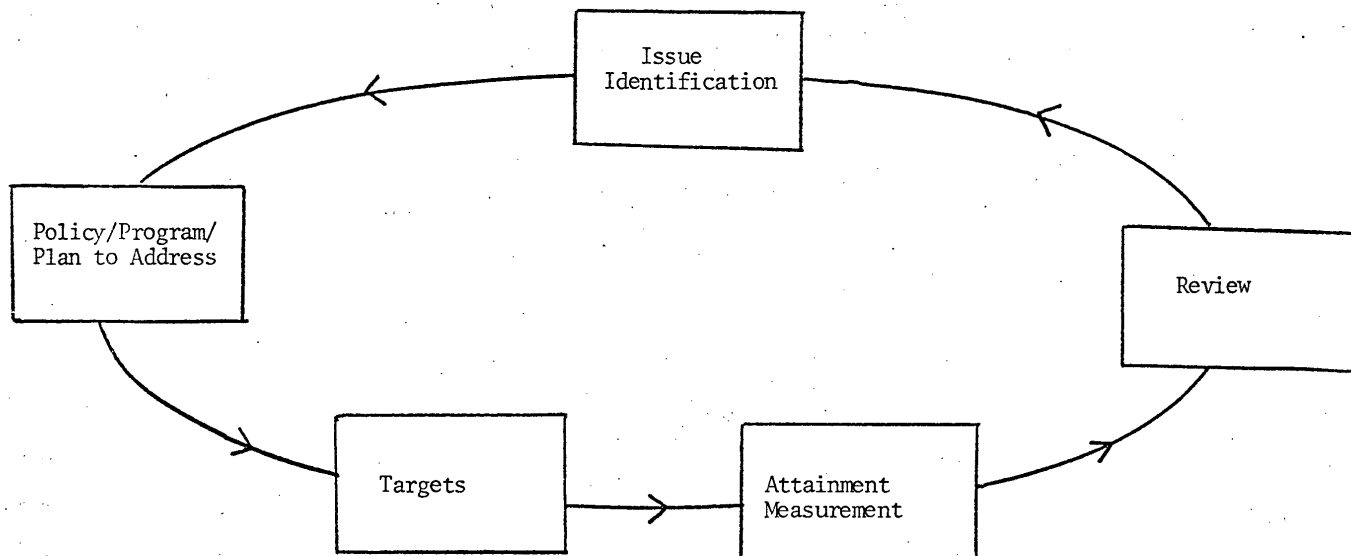 Issue
Identification
Policy/Program/
Plan to Address
Review
Targets
Attainment
Measurement